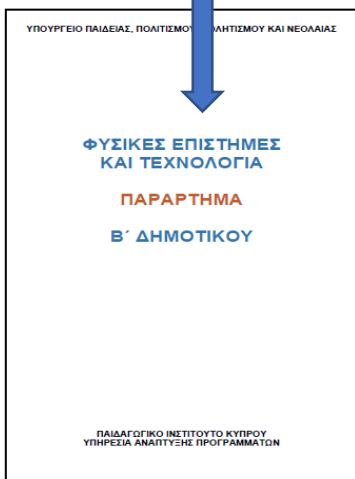 ΥΠΟΥΡΓΕΙΟ ΠΑΙΔΕΙΑΣ, ΠΟΛΙΤΙΣΜΟΥ ΚΑΙ ΝΕΟΛΑΙΑΣ
ΦΥΣΙΚΕΣ ΕΠΙΣΤΗΜΕΣ
ΚΑΙ ΤΕΧΝΟΛΟΓΙΑ
ΠΑΡΑΡΤΗΜΑ
Β΄ ΔΗΜΟΤΙΚΟΥ
ΠΑΙΔΑΓΩΓΙΚΟ ΙΝΣΤΙΤΟΥΤΟ ΚΥΠΡΟΥ
ΥΠΗΡΕΣΙΑ ΑΝΑΠΤΥΞΗΣ ΠΡΟΓΡΑΜΜΑΤΩΝ